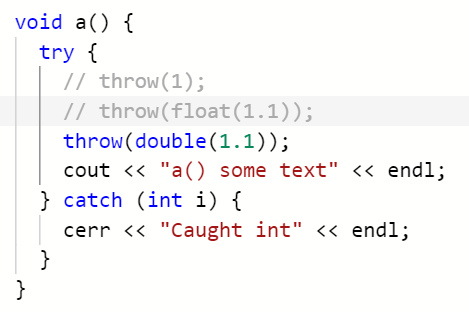 void a() {
  try {
    // throw(1);
    // throw(float(1.1));
    throw(double(1.1));
    cout << "a() some text" << endl;
  } catch (int i) {
    cerr << "Caught int" << endl;
  }
}